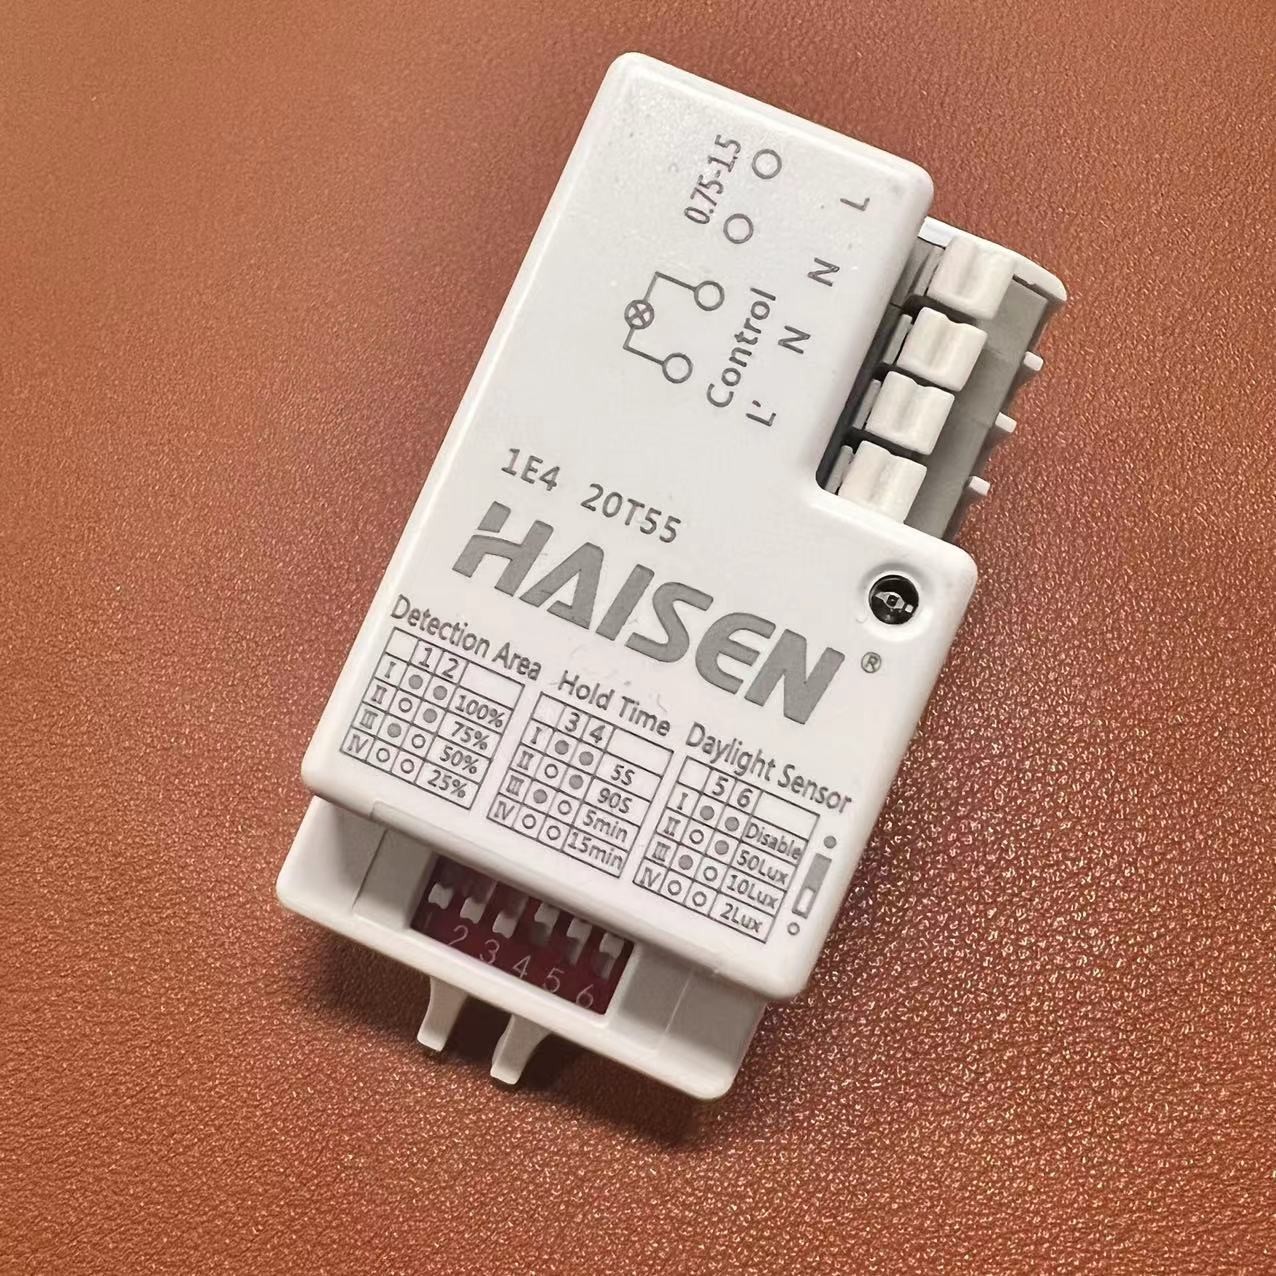 0.75-1.5
L
N
N
L'
Control
1E4 20T55
HAISEN®
Detection Area
1 2
I 100%
II 75%
III 50%
IV 25%
Hold Time
3 4
I 5S
II 90S
III 5min
IV 15min
Daylight Sensor
5 6
I Disable
II 50Lux
III 10Lux
IV 2Lux
2 3 4 5 6